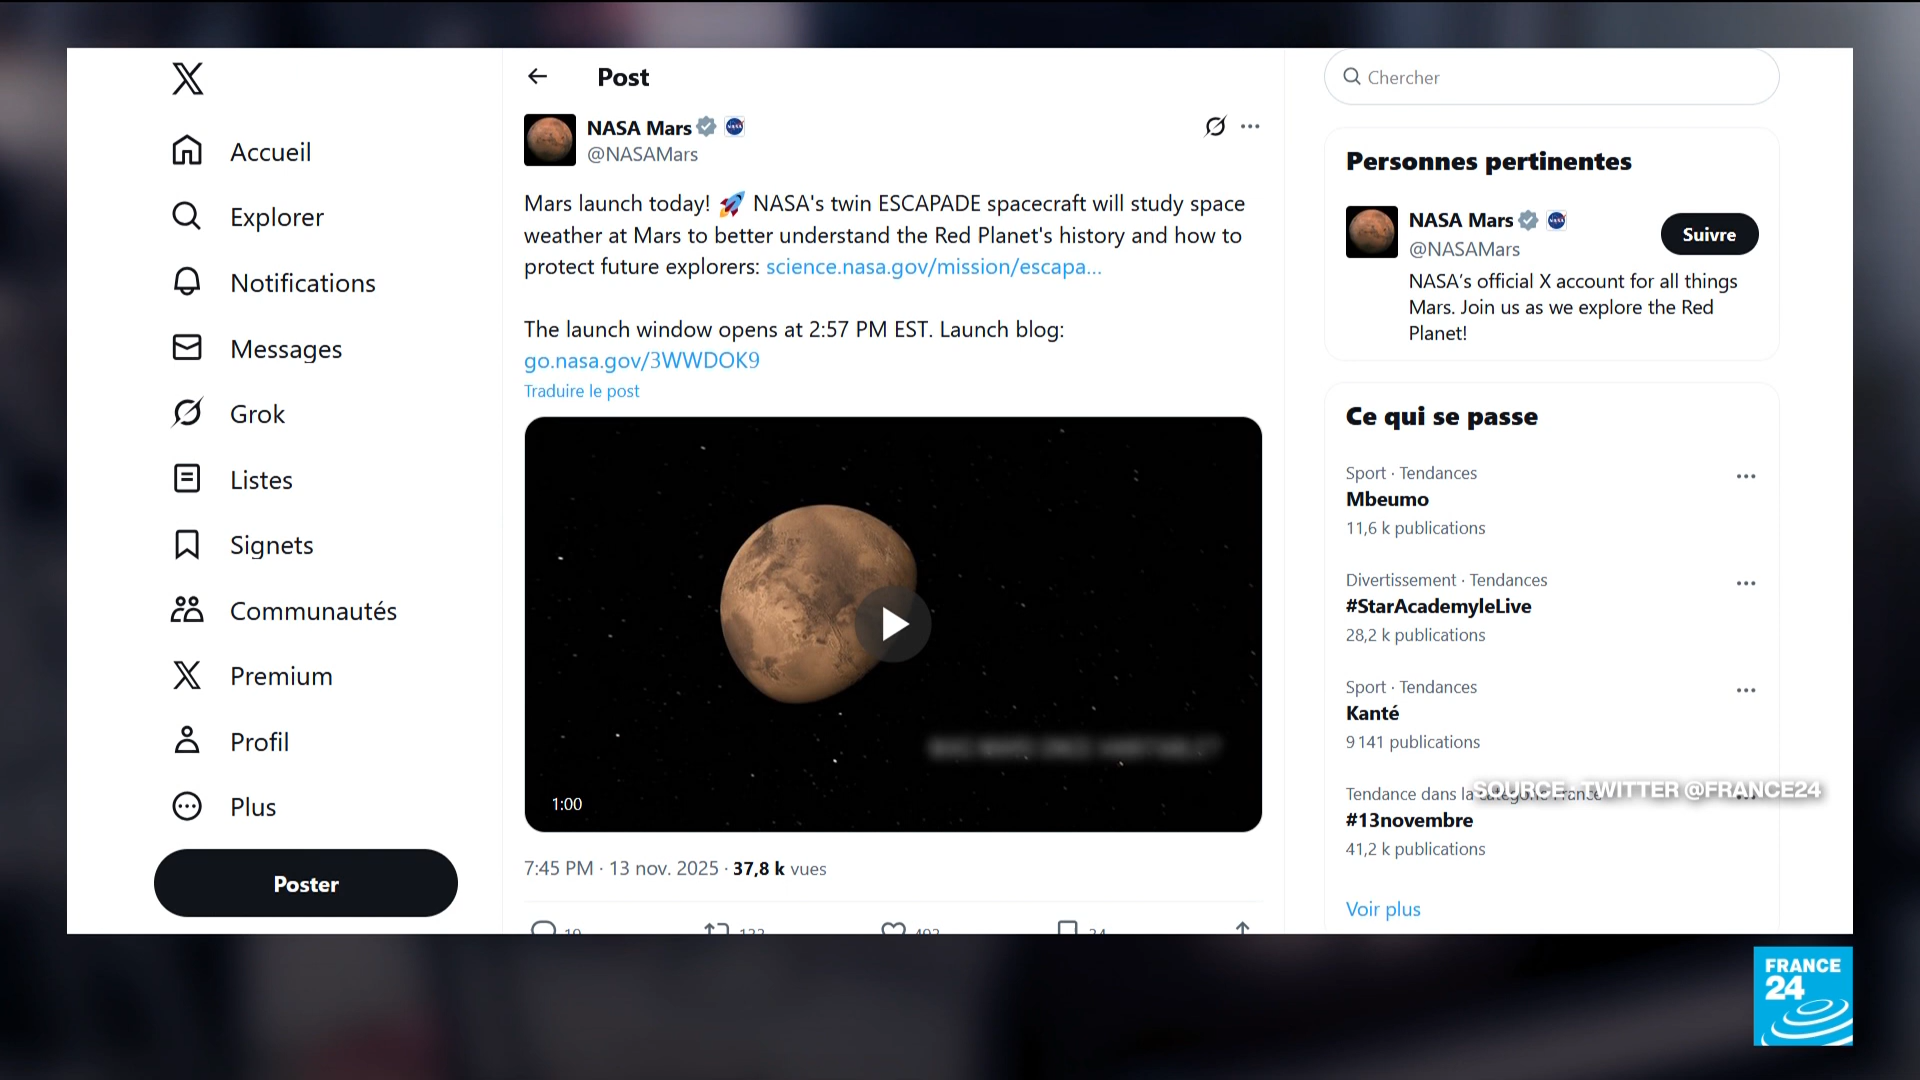 Accueil
Explorer
Notifications
Messages
Grok
Listes
Signets
Communautés
Premium
Profil
Plus
Poster
Post
NASA Mars
@NASAMars
Mars launch today! 🚀 NASA's twin ESCAPADE spacecraft will study space
weather at Mars to better understand the Red Planet's history and how to
protect future explorers: science.nasa.gov/mission/escapa...
The launch window opens at 2:57 PM EST. Launch blog:
go.nasa.gov/3WWDOK9
Traduire le post
1:00
7:45 PM · 13 nov. 2025 · 37,8 k vues
Chercher
Personnes pertinentes
NASA Mars
@NASAMars
Suivre
NASA’s official X account for all things
Mars. Join us as we explore the Red
Planet!
Ce qui se passe
Sport · Tendances
Mbeumo
11,6 k publications
Divertissement · Tendances
#StarAcademyleLive
28,2 k publications
Sport · Tendances
Kanté
9 141 publications
Tendance dans la catégorie France
SOURCE : TWITTER @FRANCE24
#13novembre
41,2 k publications
Voir plus
FRANCE
24